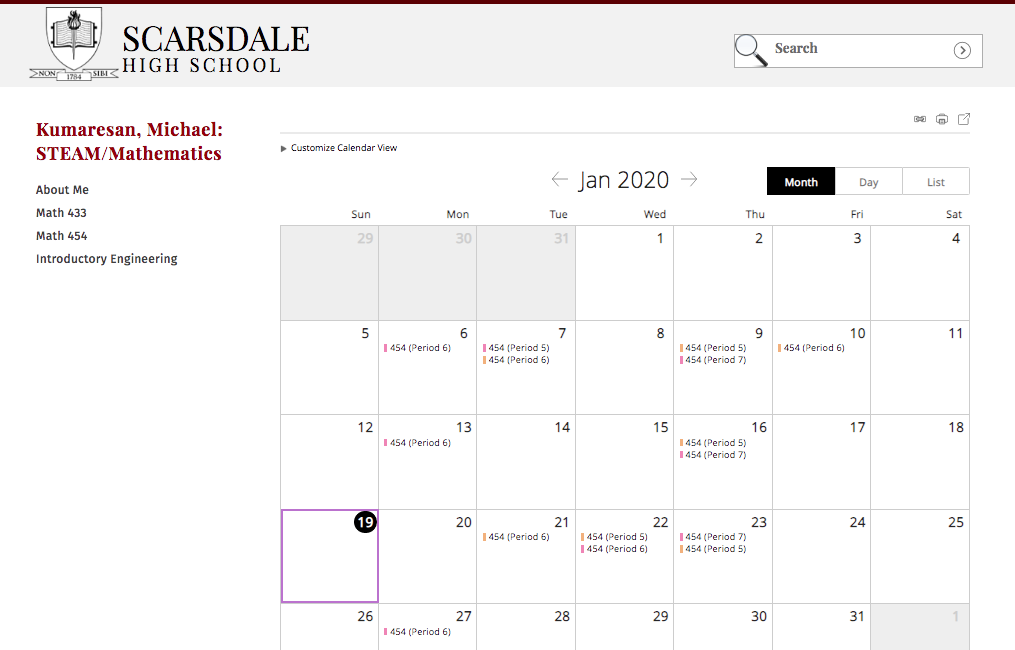 SCARSDALE
HIGH SCHOOL
NON 1784 SIBI
Search
Kumaresan, Michael:
STEAM/Mathematics
About Me
Math 433
Math 454
Introductory Engineering
Customize Calendar View
Jan 2020
Month Day List
Sun Mon Tue Wed Thu Fri Sat
29 30 31 1 2 3 4
5 6 7 8 9 10 11
454 (Period 6) 454 (Period 5) 454 (Period 5) 454 (Period 6)
454 (Period 6) 454 (Period 7)
12 13 14 15 16 17 18
454 (Period 6) 454 (Period 5)
454 (Period 7)
19 20 21 22 23 24 25
454 (Period 6) 454 (Period 5) 454 (Period 7)
454 (Period 6) 454 (Period 5)
26 27 28 29 30 31 1
454 (Period 6)